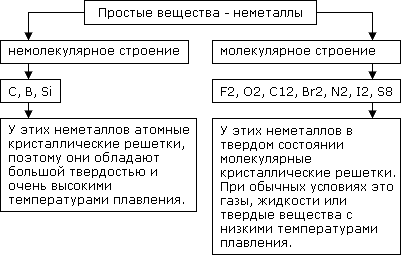 Простые вещества - неметаллы
немолекулярное строение
молекулярное строение
C, B, Si
F2, O2, C12, Br2, N2, I2, S8
У этих неметаллов атомные
кристаллические решетки,
поэтому они обладают
большой твердостью и
очень высокими
температурами плавления.
У этих неметаллов в
твердом состоянии
молекулярные
кристаллические решетки.
При обычных условиях это
газы, жидкости или
твердые вещества с
низкими температурами
плавления.